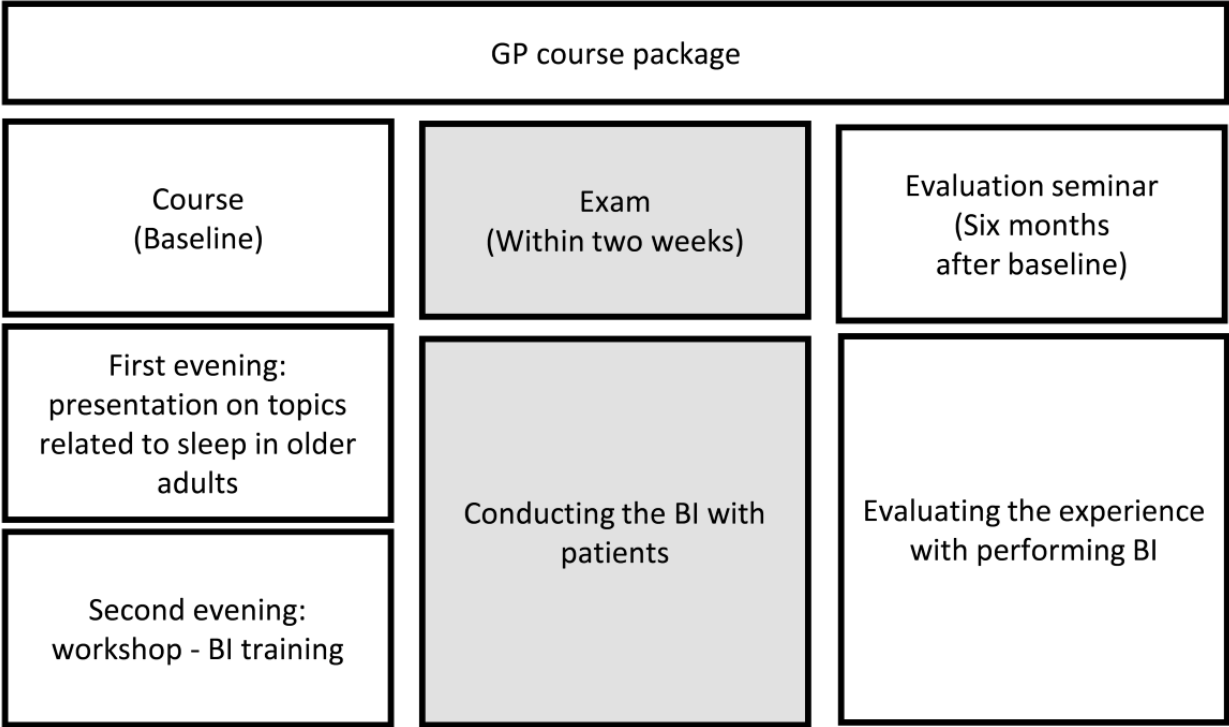 GP course package
Course
(Baseline)
First evening:
presentation on topics
related to sleep in older
adults
Second evening:
workshop - BI training
Exam
(Within two weeks)
Conducting the BI with
patients
Evaluation seminar
(Six months
after baseline)
Evaluating the experience
with performing BI